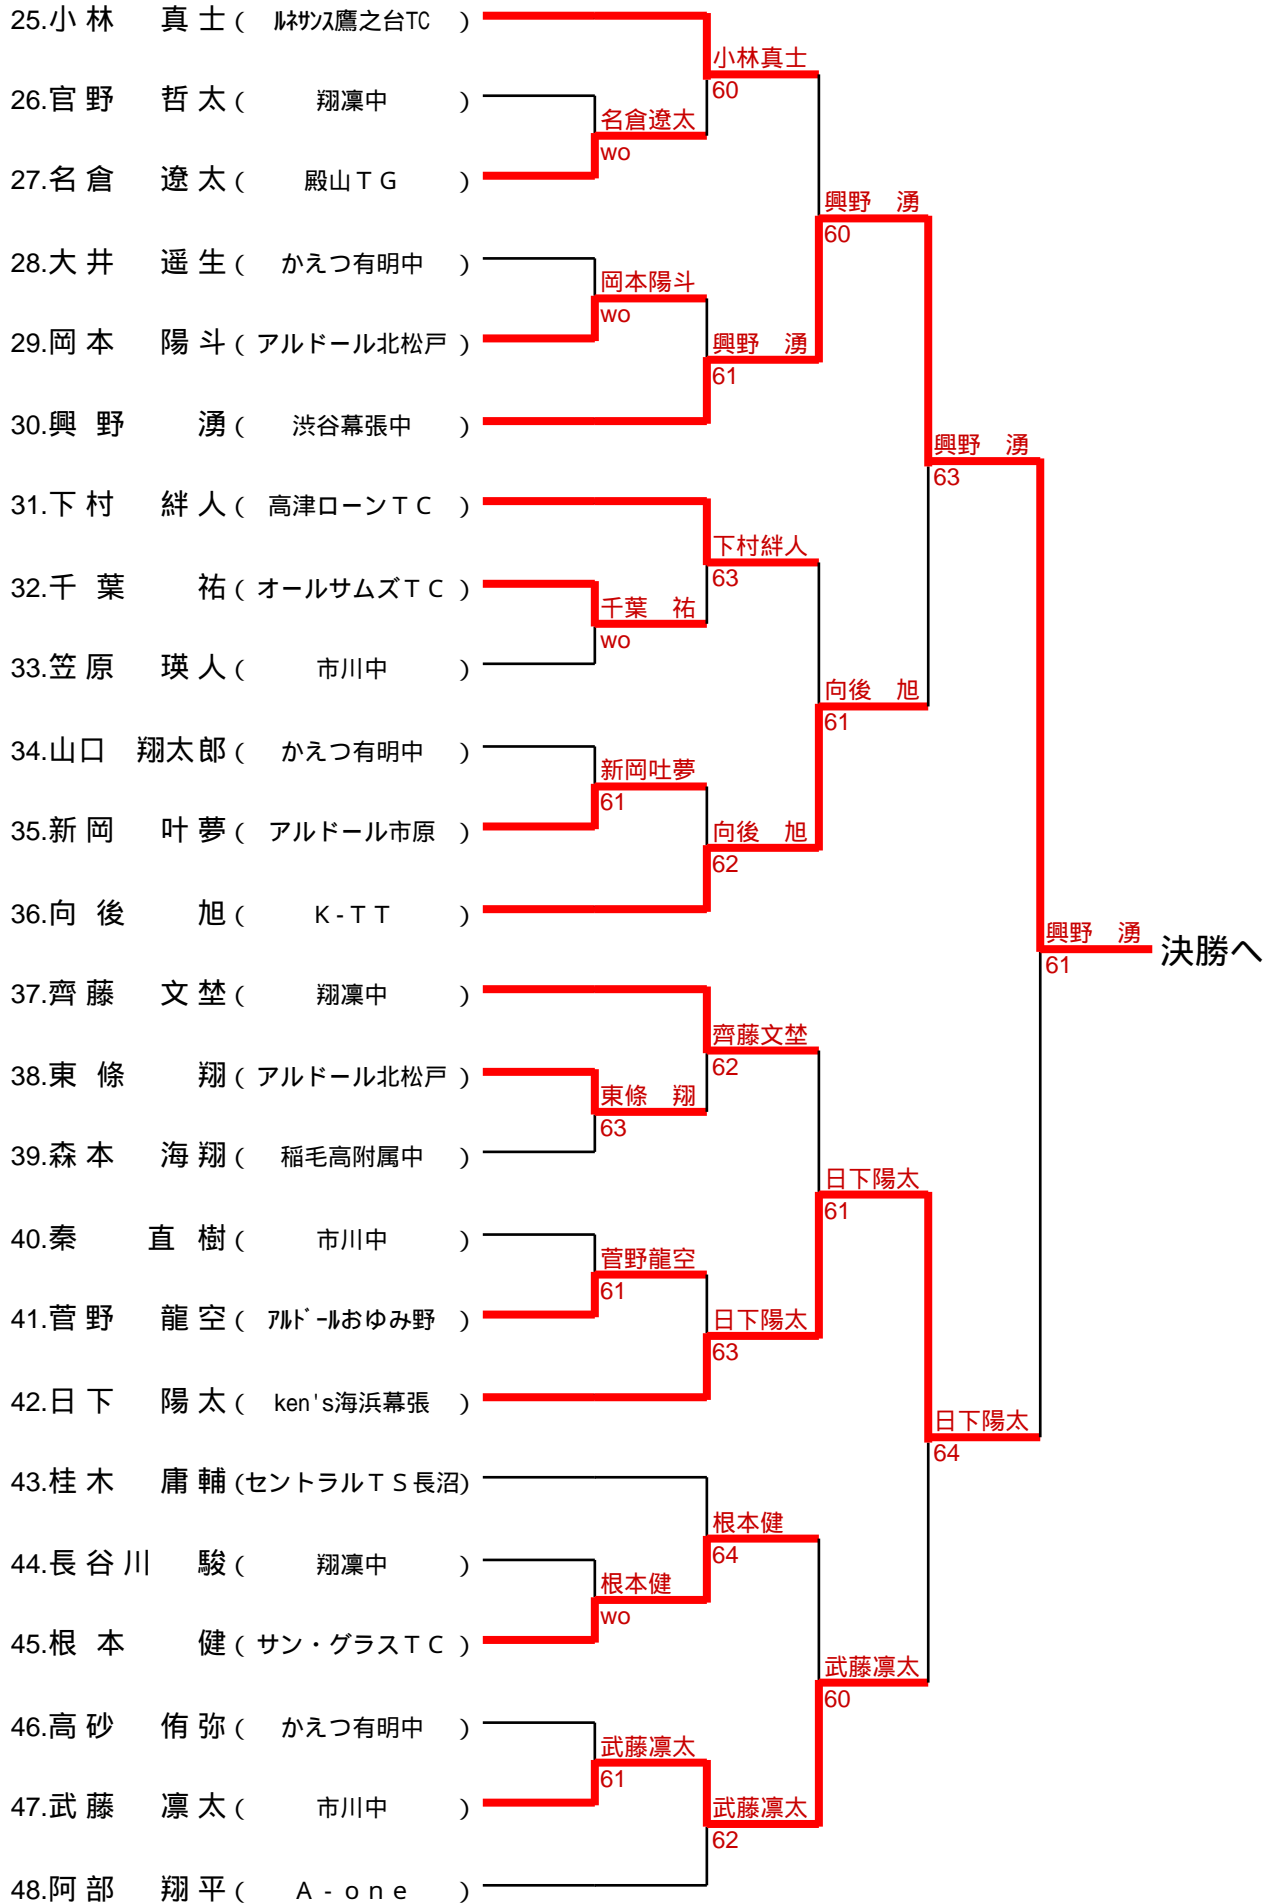 25.小林 真士 ( ﾙﾈｻﾝｽ鷹之台TC )
小林真士
60
26.官野 哲太 ( 翔凜中 )
名倉遼太
wo
27.名倉 遼太 ( 殿山ＴＧ )
興野 湧
60
28.大井 遥生 ( かえつ有明中 )
岡本陽斗
wo
29.岡本 陽斗 ( アルドール北松戸 )
興野 湧
61
30.興野 湧 ( 渋谷幕張中 )
興野 湧
63
31.下村 絆人 ( 高津ローンＴＣ )
下村絆人
63
32.千葉 祐 ( オールサムズＴＣ )
千葉 祐
wo
33.笠原 瑛人 ( 市川中 )
向後 旭
61
34.山口 翔太郎 ( かえつ有明中 )
新岡吐夢
61
35.新岡 叶夢 ( アルドール市原 )
向後 旭
62
36.向後 旭 ( Ｋ-ＴＴ )
興野 湧
61
決勝へ
37.齊藤 文埜 ( 翔凜中 )
齊藤文埜
62
38.東條 翔 ( アルドール北松戸 )
東條 翔
63
39.森本 海翔 ( 稲毛高附属中 )
日下陽太
61
40.秦 直樹 ( 市川中 )
菅野龍空
61
41.菅野 龍空 ( ｱﾙﾄﾞｰﾙおゆみ野 )
日下陽太
63
42.日下 陽太 ( ken's海浜幕張 )
日下陽太
64
43.桂木 庸輔 (セントラルＴＳ長沼)
根本健
64
44.長谷川 駿 ( 翔凜中 )
根本健
wo
45.根本 健 ( サン・グラスＴＣ )
武藤凛太
60
46.高砂 侑弥 ( かえつ有明中 )
武藤凛太
61
47.武藤 凛太 ( 市川中 )
武藤凛太
62
48.阿部 翔平 ( Ａ-ｏｎｅ )